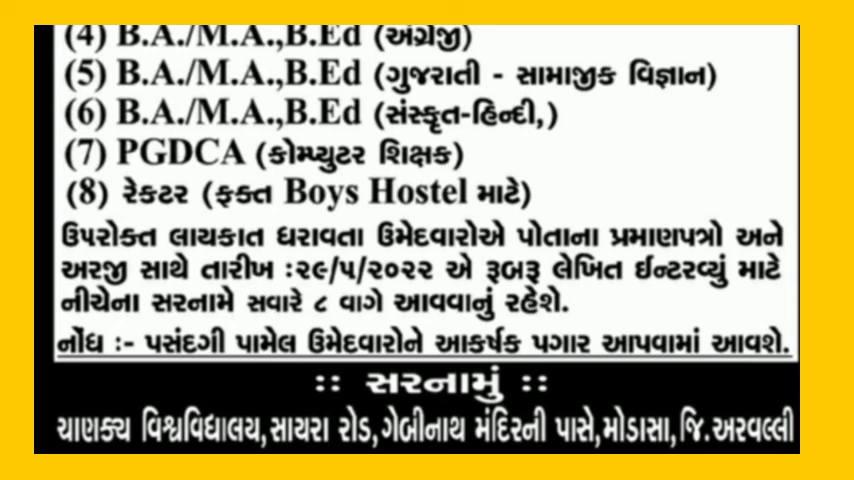 (4) B.A./M.A.,B.Ed (અંગ્રેજી)
(5) B.A./M.A.,B.Ed (ગુજરાતી - સામાજીક વિજ્ઞાન)
(6) B.A./M.A.,B.Ed (સંસ્કૃત-હિન્દી,)
(7) PGDCA (કોમ્પ્યુટર શિક્ષક)
(8) રેકટર (ફક્ત Boys Hostel માટે)
ઉપરોક્ત લાયકાત ધરાવતા ઉમેદવારોએ પોતાના પ્રમાણપત્રો અને
અરજી સાથે તારીખ :૨૯/૫/૨૦૨૨ એ રૂબરૂ લેખિત ઈન્ટરવ્યું માટે
નીચેના સરનામે સવારે ૮ વાગે આવવાનું રહેશે.
નોંધ :- પસંદગી પામેલ ઉમેદવારોને આકર્ષક પગાર આપવામાં આવશે.
:: સરનામું ::
ચાણક્ય વિશ્વવિધાલય,સાયરા રોડ,ગેબીનાથ મંદિરની પાસે,મોડાસા,જિ.અરવલ્લી